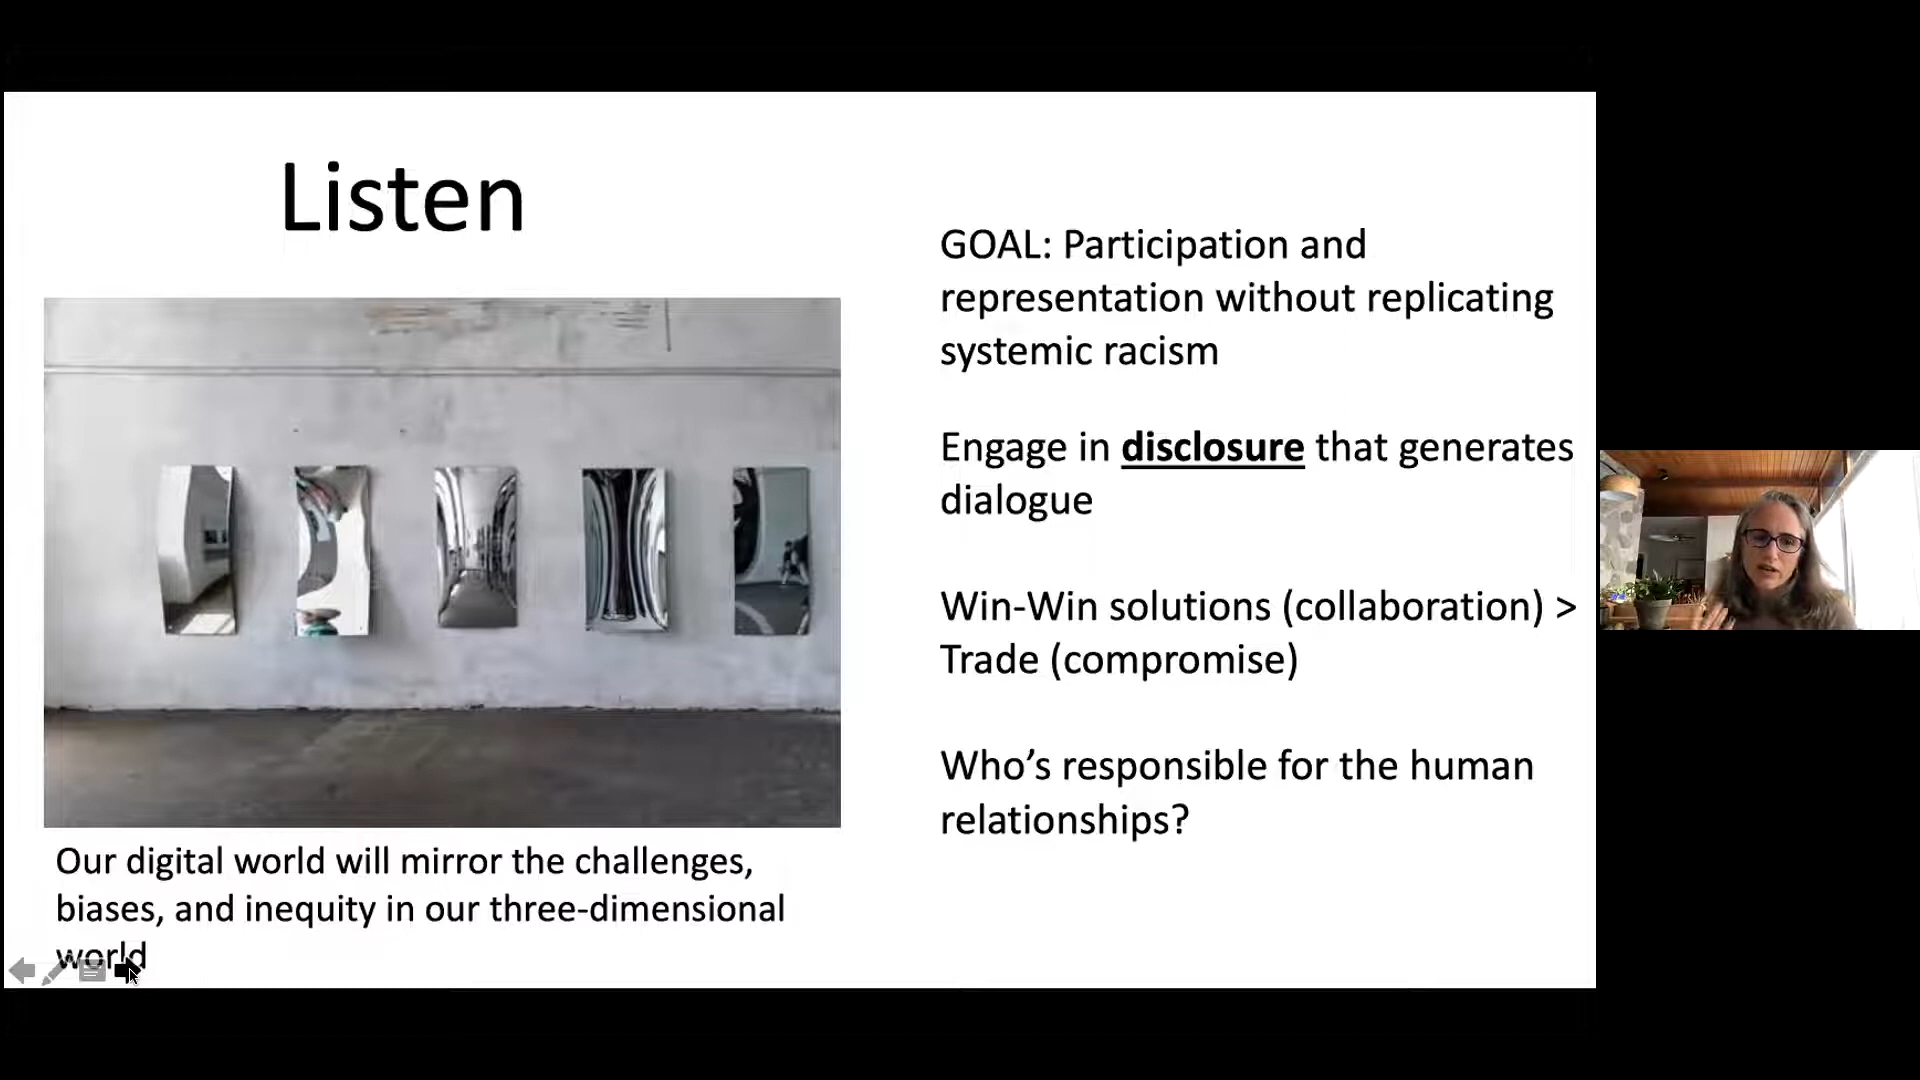 Listen
Our digital world will mirror the challenges,
biases, and inequity in our three-dimensional
world
GOAL: Participation and
representation without replicating
systemic racism
Engage in disclosure that generates
dialogue
Win-Win solutions (collaboration) >
Trade (compromise)
Who’s responsible for the human
relationships?